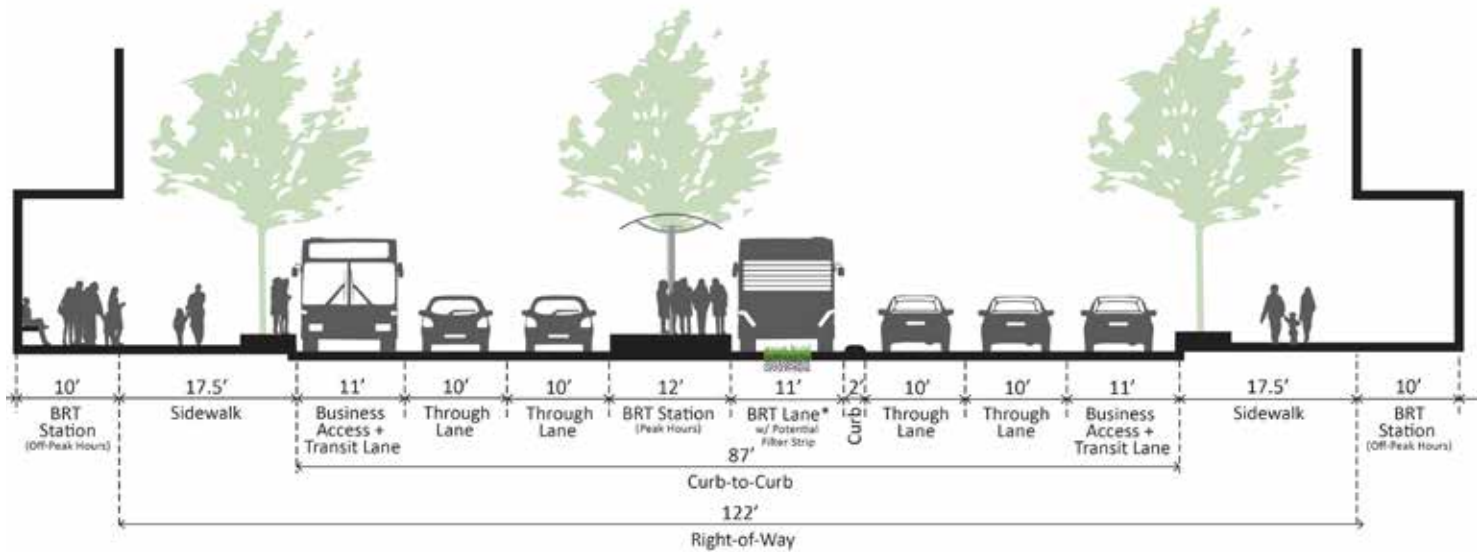 10’
BRT
Station
(Off-Peak Hours)
17.5’
Sidewalk
11’
Business
Access +
Transit Lane
10’
Through
Lane
10’
Through
Lane
12’
BRT Station
(Peak Hours)
11’
BRT Lane*
w/ Potential
Filter Strip
2’
Curb
10’
Through
Lane
10’
Through
Lane
11’
Business
Access +
Transit Lane
17.5’
Sidewalk
10’
BRT
Station
(Off-Peak Hours)
87’
Curb-to-Curb
122’
Right-of-Way